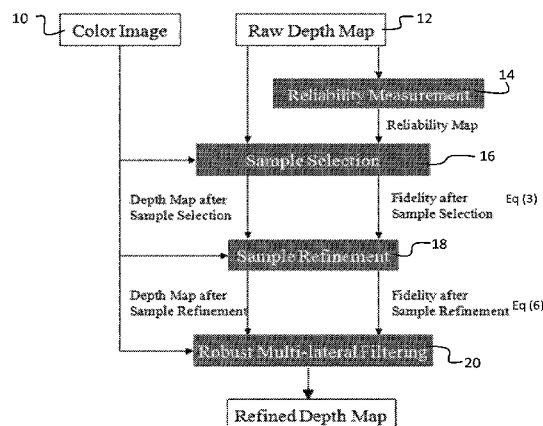 10
Color Image
Raw Depth Map
12
Reliability Measurement
14
Reliability Map
Sample Selection
16
Depth Map after
Sample Selection
Fidelity after
Sample Selection
Eq (3)
Sample Refinement
18
Depth Map after
Sample Refinement
Fidelity after
Sample Refinement
Eq (6)
Robust Multi-lateral Filtering
20
Refined Depth Map